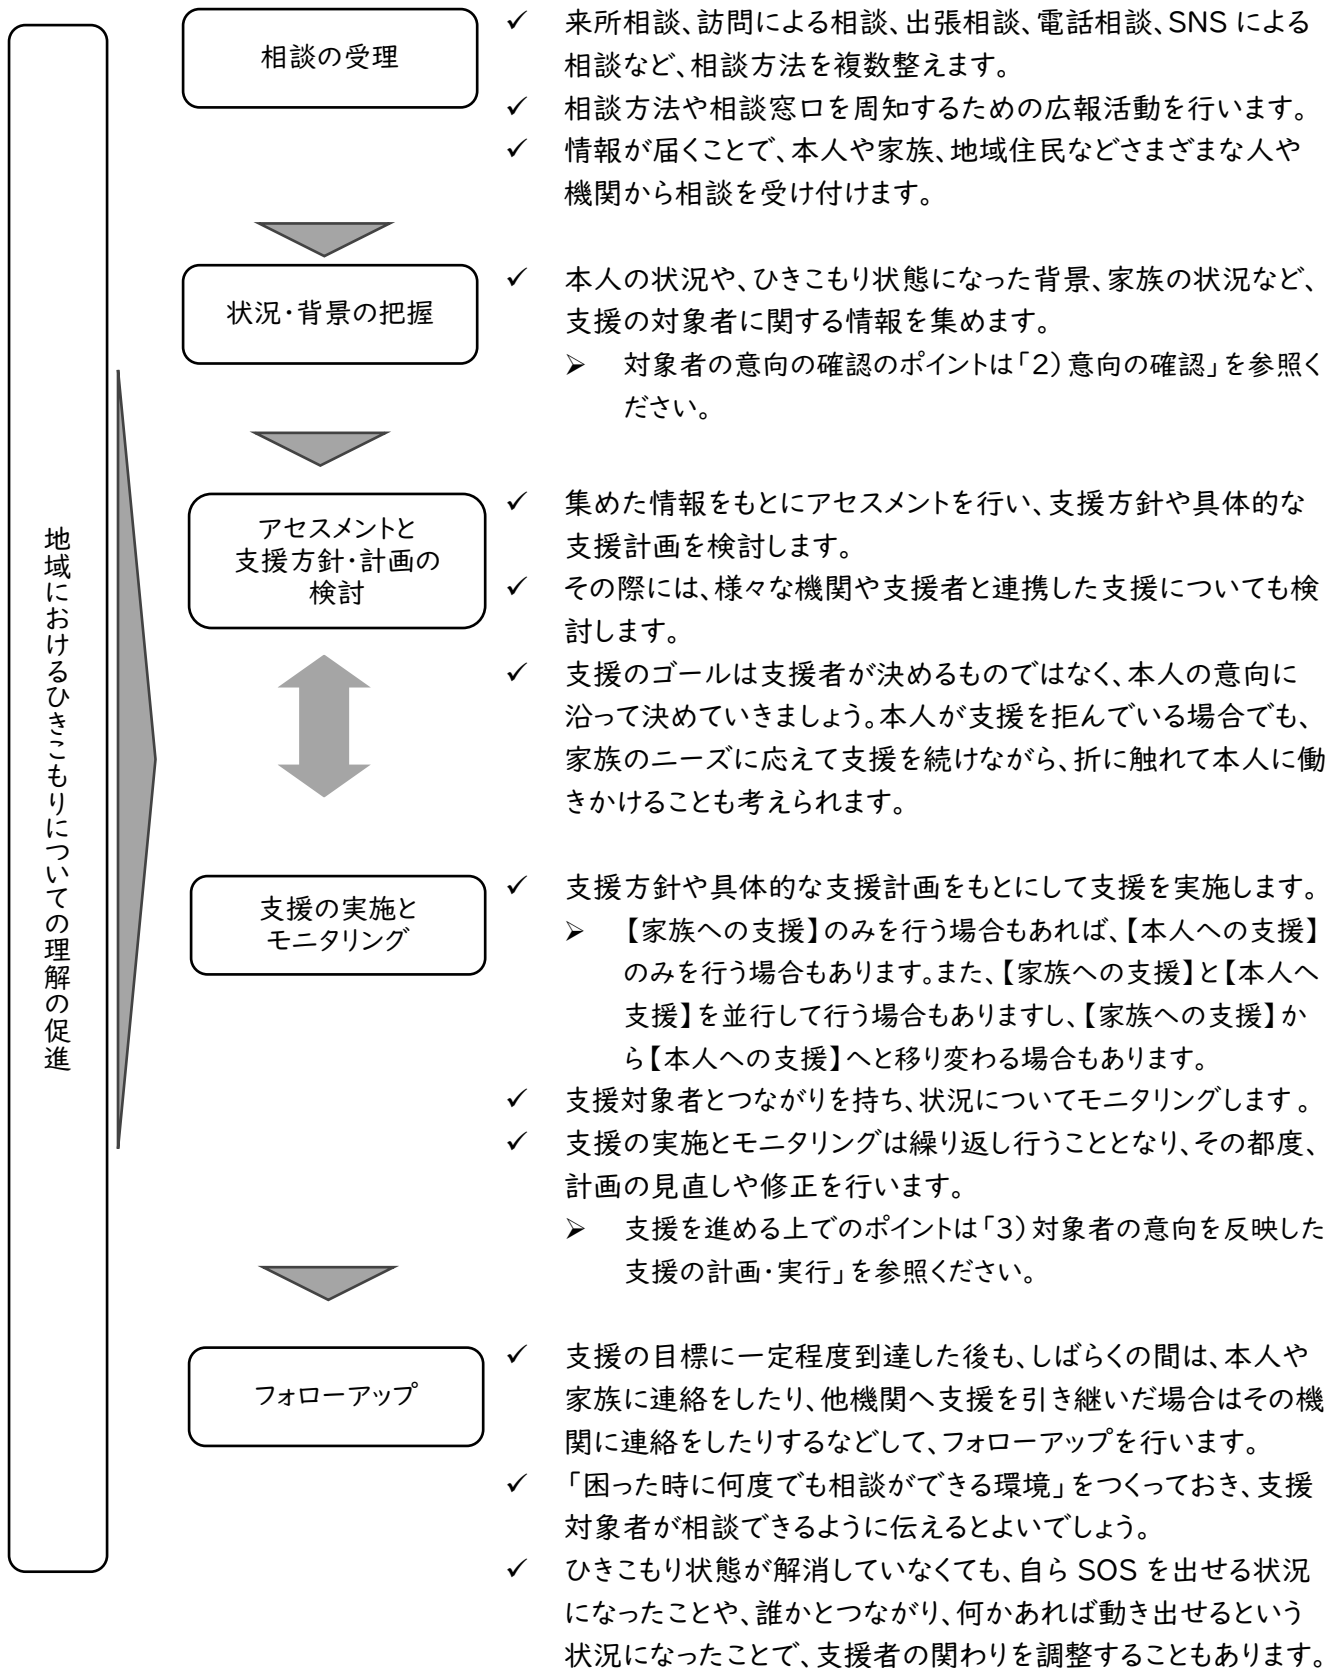 地域におけるひきこもりについての理解の促進
相談の受理
✓ 来所相談、訪問による相談、出張相談、電話相談、SNS による
相談など、相談方法を複数整えます。
✓ 相談方法や相談窓口を周知するための広報活動を行います。
✓ 情報が届くことで、本人や家族、地域住民などさまざまな人や
機関から相談を受け付けます。
状況・背景の把握
✓ 本人の状況や、ひきこもり状態になった背景、家族の状況など、
支援の対象者に関する情報を集めます。
➢ 対象者の意向の確認のポイントは「2）意向の確認」を参照く
ださい。
アセスメントと
支援方針・計画の
検討
✓ 集めた情報をもとにアセスメントを行い、支援方針や具体的な
支援計画を検討します。
✓ その際には、様々な機関や支援者と連携した支援についても検
討します。
✓ 支援のゴールは支援者が決めるものではなく、本人の意向に
沿って決めていきましょう。本人が支援を拒んでいる場合でも、
家族のニーズに応えて支援を続けながら、折に触れて本人に働
きかけることも考えられます。
支援の実施と
モニタリング
✓ 支援方針や具体的な支援計画をもとにして支援を実施します。
➢ 【家族への支援】のみを行う場合もあれば、【本人への支援】
のみを行う場合もあります。また、【家族への支援】と【本人へ
支援】を並行して行う場合もありますし、【家族への支援】か
ら【本人への支援】へと移り変わる場合もあります。
✓ 支援対象者とつながりを持ち、状況についてモニタリングします。
✓ 支援の実施とモニタリングは繰り返し行うこととなり、その都度、
計画の見直しや修正を行います。
➢ 支援を進める上でのポイントは「3）対象者の意向を反映した
支援の計画・実行」を参照ください。
フォローアップ
✓ 支援の目標に一定程度到達した後も、しばらくの間は、本人や
家族に連絡をしたり、他機関へ支援を引き継いだ場合はその機
関に連絡をしたりするなどして、フォローアップを行います。
✓ 「困った時に何度でも相談ができる環境」をつくっておき、支援
対象者が相談できるように伝えるとよいでしょう。
✓ ひきこもり状態が解消していなくても、自ら SOS を出せる状況
になったことや、誰かとつながり、何かあれば動き出せるという
状況になったことで、支援者の関わりを調整することもあります。